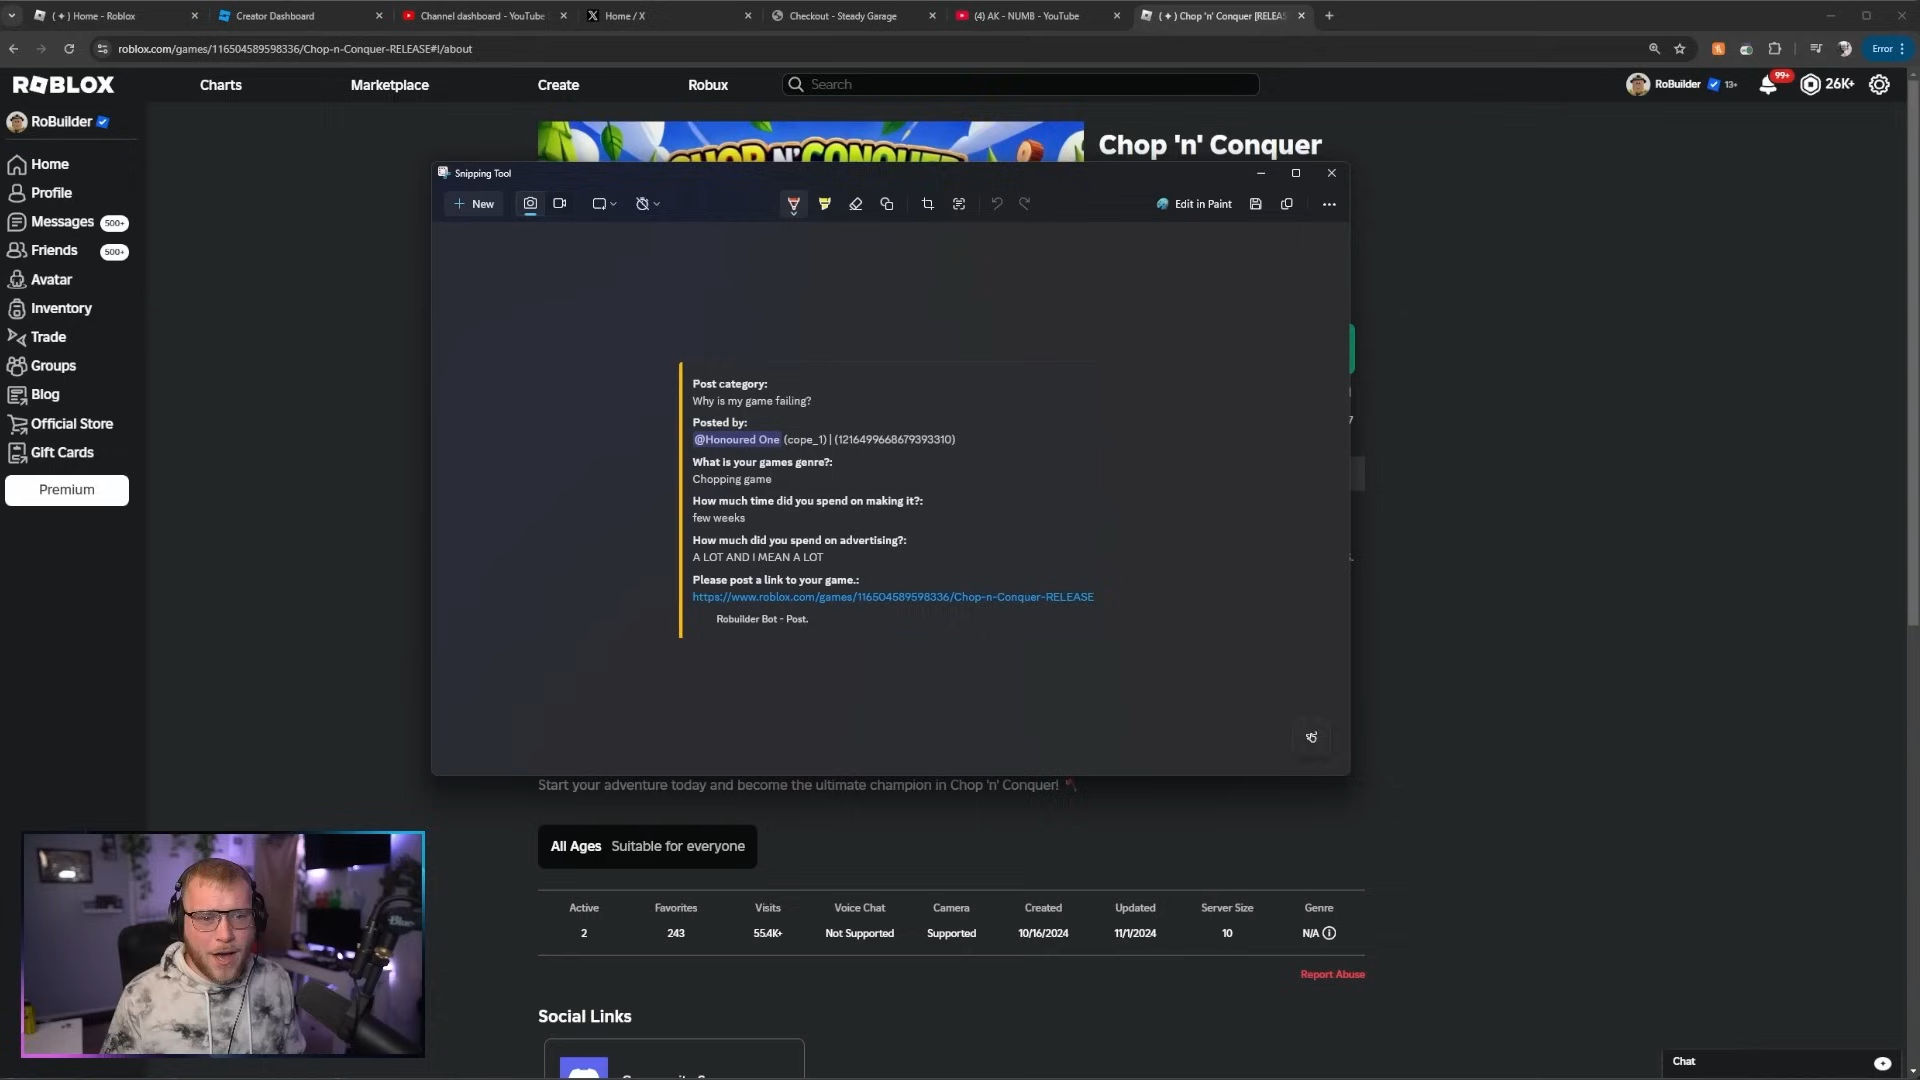 ( ✦ ) Home - Roblox
Creator Dashboard
Channel dashboard - YouTube
Home / X
Checkout - Steady Garage
(4) AK - NUMB - YouTube
( ✦ ) Chop 'n' Conquer [RELEAS
roblox.com/games/116504589598336/Chop-n-Conquer-RELEASE#!/about
Error
ROBLOX
Charts
Marketplace
Create
Robux
Search
RoBuilder
13+
99+
26K+
RoBuilder
Home
Profile
Messages
500+
Friends
500+
Avatar
Inventory
Trade
Groups
Blog
Official Store
Gift Cards
Premium
CHOP N' CONQUER
Chop 'n' Conquer
Snipping Tool
New
Edit in Paint
Post category:
Why is my game failing?
Posted by:
@Honoured One (cope_1) | (1216499668679393310)
What is your games genre?:
Chopping game
How much time did you spend on making it?:
few weeks
How much did you spend on advertising?:
A LOT AND I MEAN A LOT
Please post a link to your game.:
https://www.roblox.com/games/116504589598336/Chop-n-Conquer-RELEASE
Robuilder Bot - Post.
Start your adventure today and become the ultimate champion in Chop 'n' Conquer!
All Ages Suitable for everyone
Active Favorites Visits Voice Chat Camera Created Updated Server Size Genre
2 243 55.4K+ Not Supported Supported 10/16/2024 11/1/2024 10 N/A
Report Abuse
Social Links
Chat